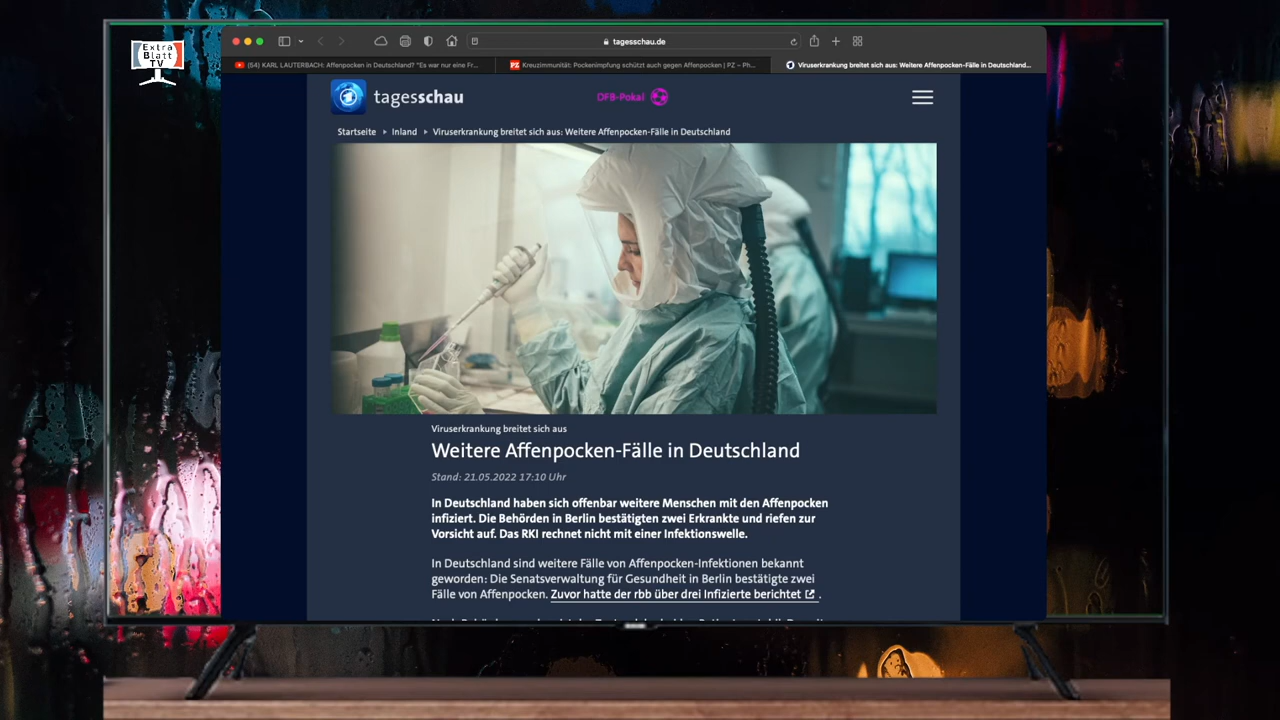 Extra
Blatt
TV
tagesschau.de
(54) KARL LAUTERBACH: Affenpocken in Deutschland? "Es war nur eine Fr...
Kreuzimmunität: Pockenimpfung schützt auch gegen Affenpocken | PZ – Ph...
Viruserkrankung breitet sich aus: Weitere Affenpocken-Fälle in Deutschland...
tagesschau
DFB-Pokal
Startseite
Inland
Viruserkrankung breitet sich aus: Weitere Affenpocken-Fälle in Deutschland
Viruserkrankung breitet sich aus
Weitere Affenpocken-Fälle in Deutschland
Stand: 21.05.2022 17:10 Uhr
In Deutschland haben sich offenbar weitere Menschen mit den Affenpocken
infiziert. Die Behörden in Berlin bestätigten zwei Erkrankte und riefen zur
Vorsicht auf. Das RKI rechnet nicht mit einer Infektionswelle.
In Deutschland sind weitere Fälle von Affenpocken-Infektionen bekannt
geworden: Die Senatsverwaltung für Gesundheit in Berlin bestätigte zwei
Fälle von Affenpocken. Zuvor hatte der rbb über drei Infizierte berichtet.